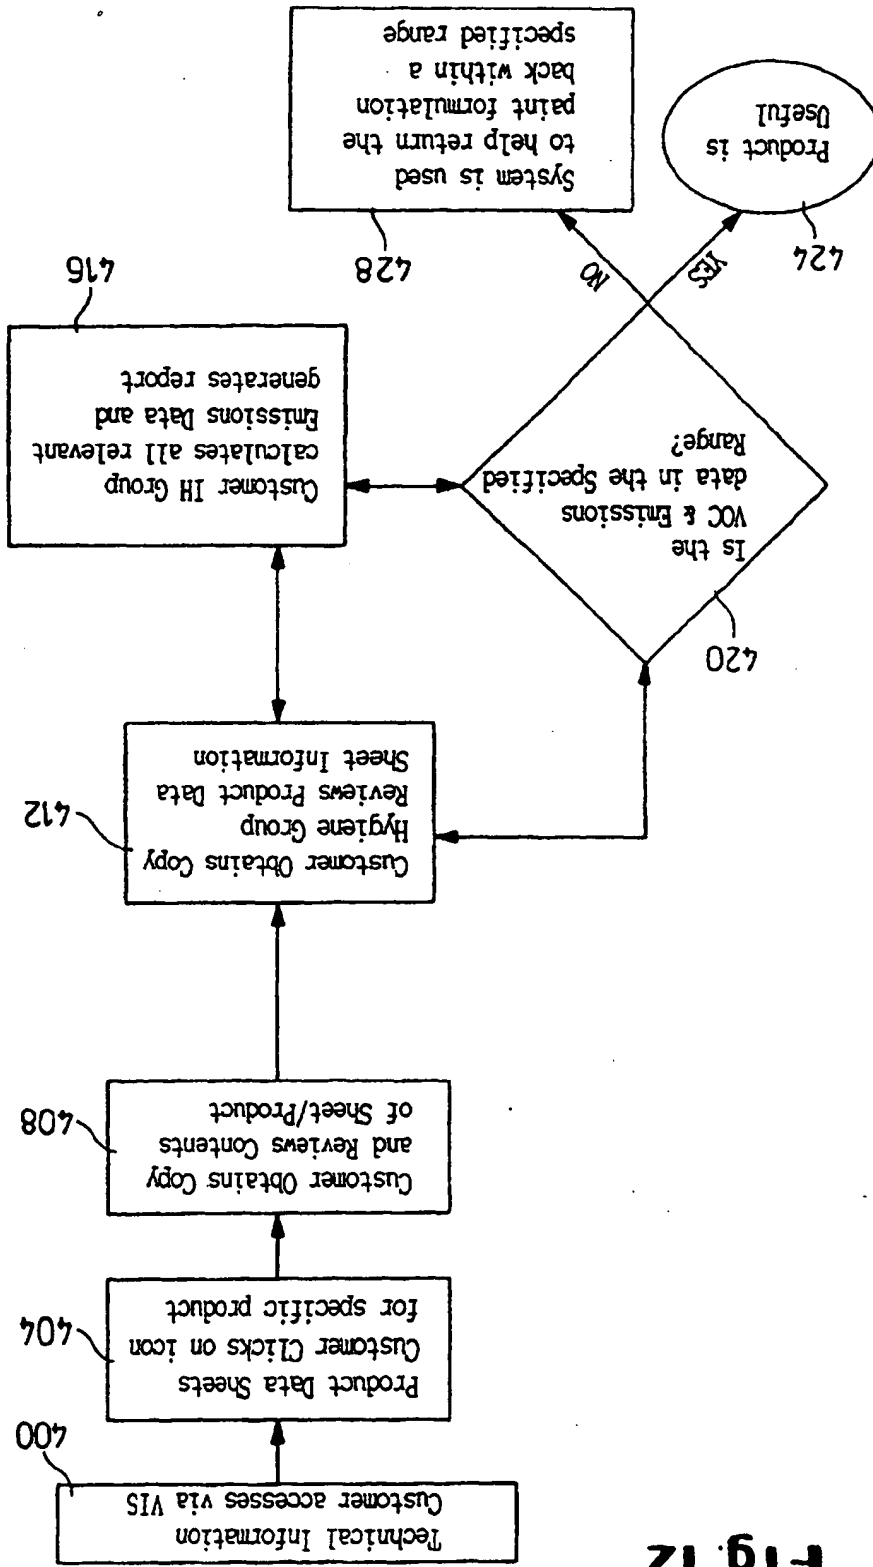 Fig.12
Technical Information
Customer accesses via VIS
400
Product Data Sheets
Customer Clicks on icon
for specific product
404
Customer Obtains Copy
and Reviews Contents
of Sheet/Product
408
Customer Obtains Copy
Hygiene Group
Reviews Product Data
Sheet Information
412
Customer IH Group
calculates all relevant
Emissions Data and
generates report
416
Is the
VOC & Emissions
data in the Specified
Range?
420
YES
NO
Product is
Useful
424
System is used
to help return the
paint formulation
back within a
specified range
428